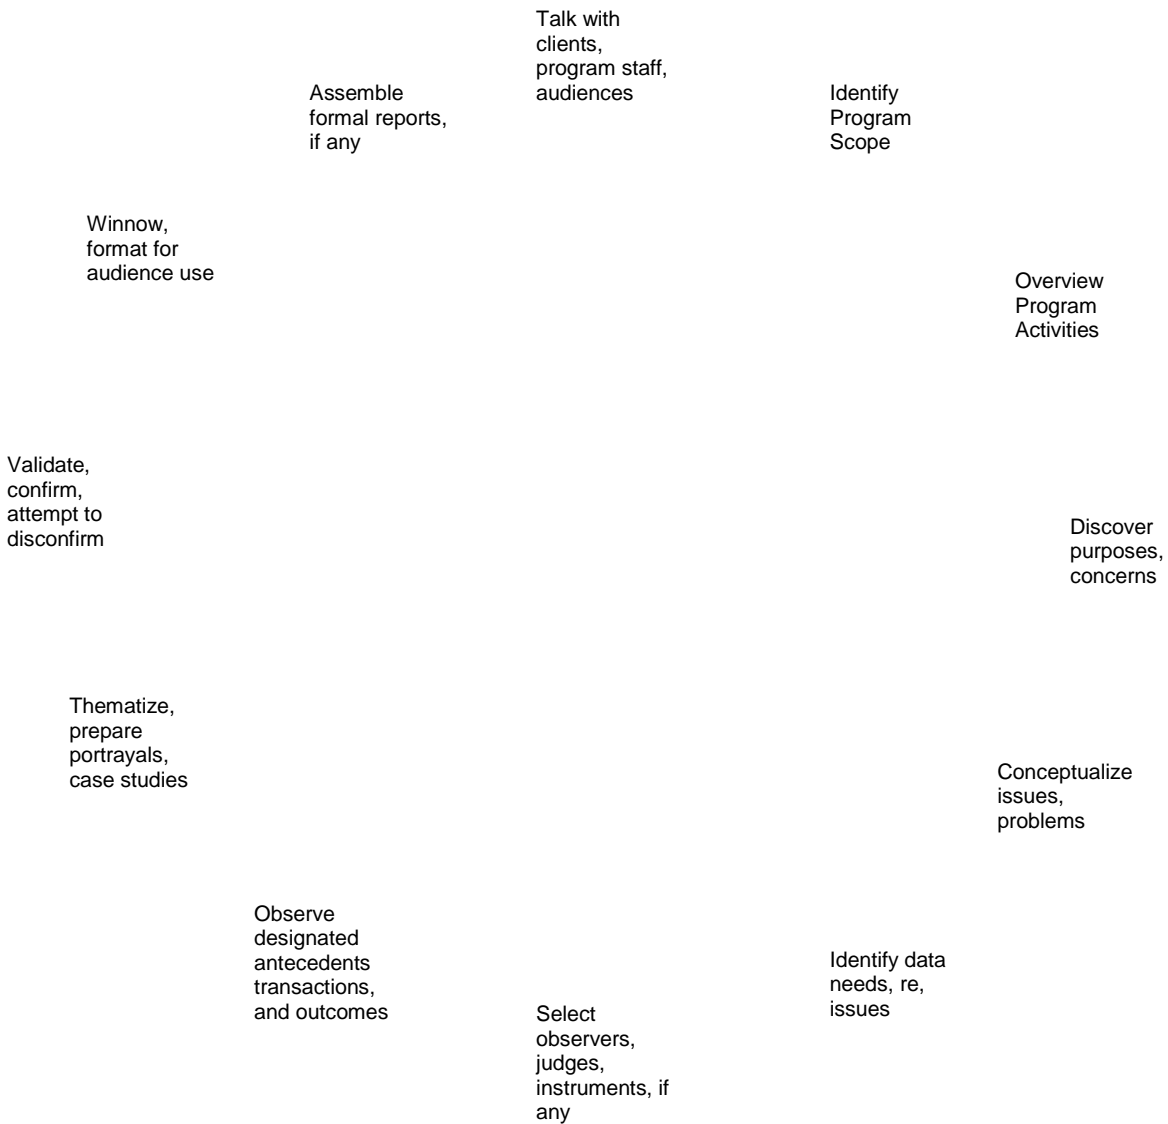 Talk with
clients,
program staff,
audiences
Identify
Program
Scope
Overview
Program
Activities
Discover
purposes,
concerns
Conceptualize
issues,
problems
Identify data
needs, re,
issues
Select
observers,
judges,
instruments, if
any
Observe
designated
antecedents
transactions,
and outcomes
Thematize,
prepare
portrayals,
case studies
Validate,
confirm,
attempt to
disconfirm
Winnow,
format for
audience use
Assemble
formal reports,
if any